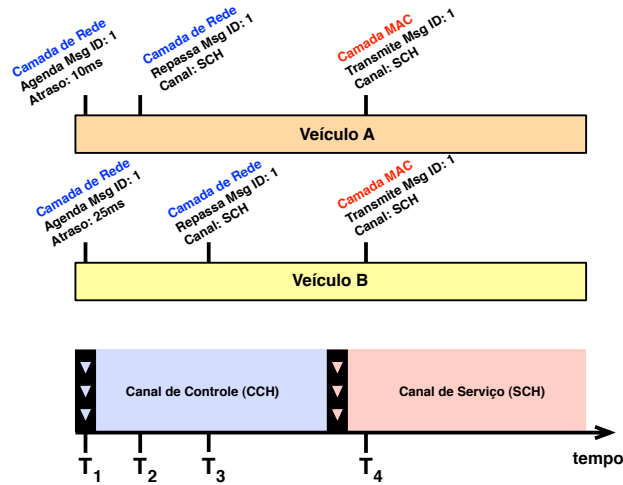 Camada de Rede
Agenda Msg ID: 1
Atraso: 10ms
Camada de Rede
Repassa Msg ID: 1
Canal: SCH
Camada MAC
Transmite Msg ID: 1
Canal: SCH
Veículo A
Camada de Rede
Agenda Msg ID: 1
Atraso: 25ms
Camada de Rede
Repassa Msg ID: 1
Canal: SCH
Camada MAC
Transmite Msg ID: 1
Canal: SCH
Veículo B
Canal de Controle (CCH)
Canal de Serviço (SCH)
T1 T2 T3 T4 tempo